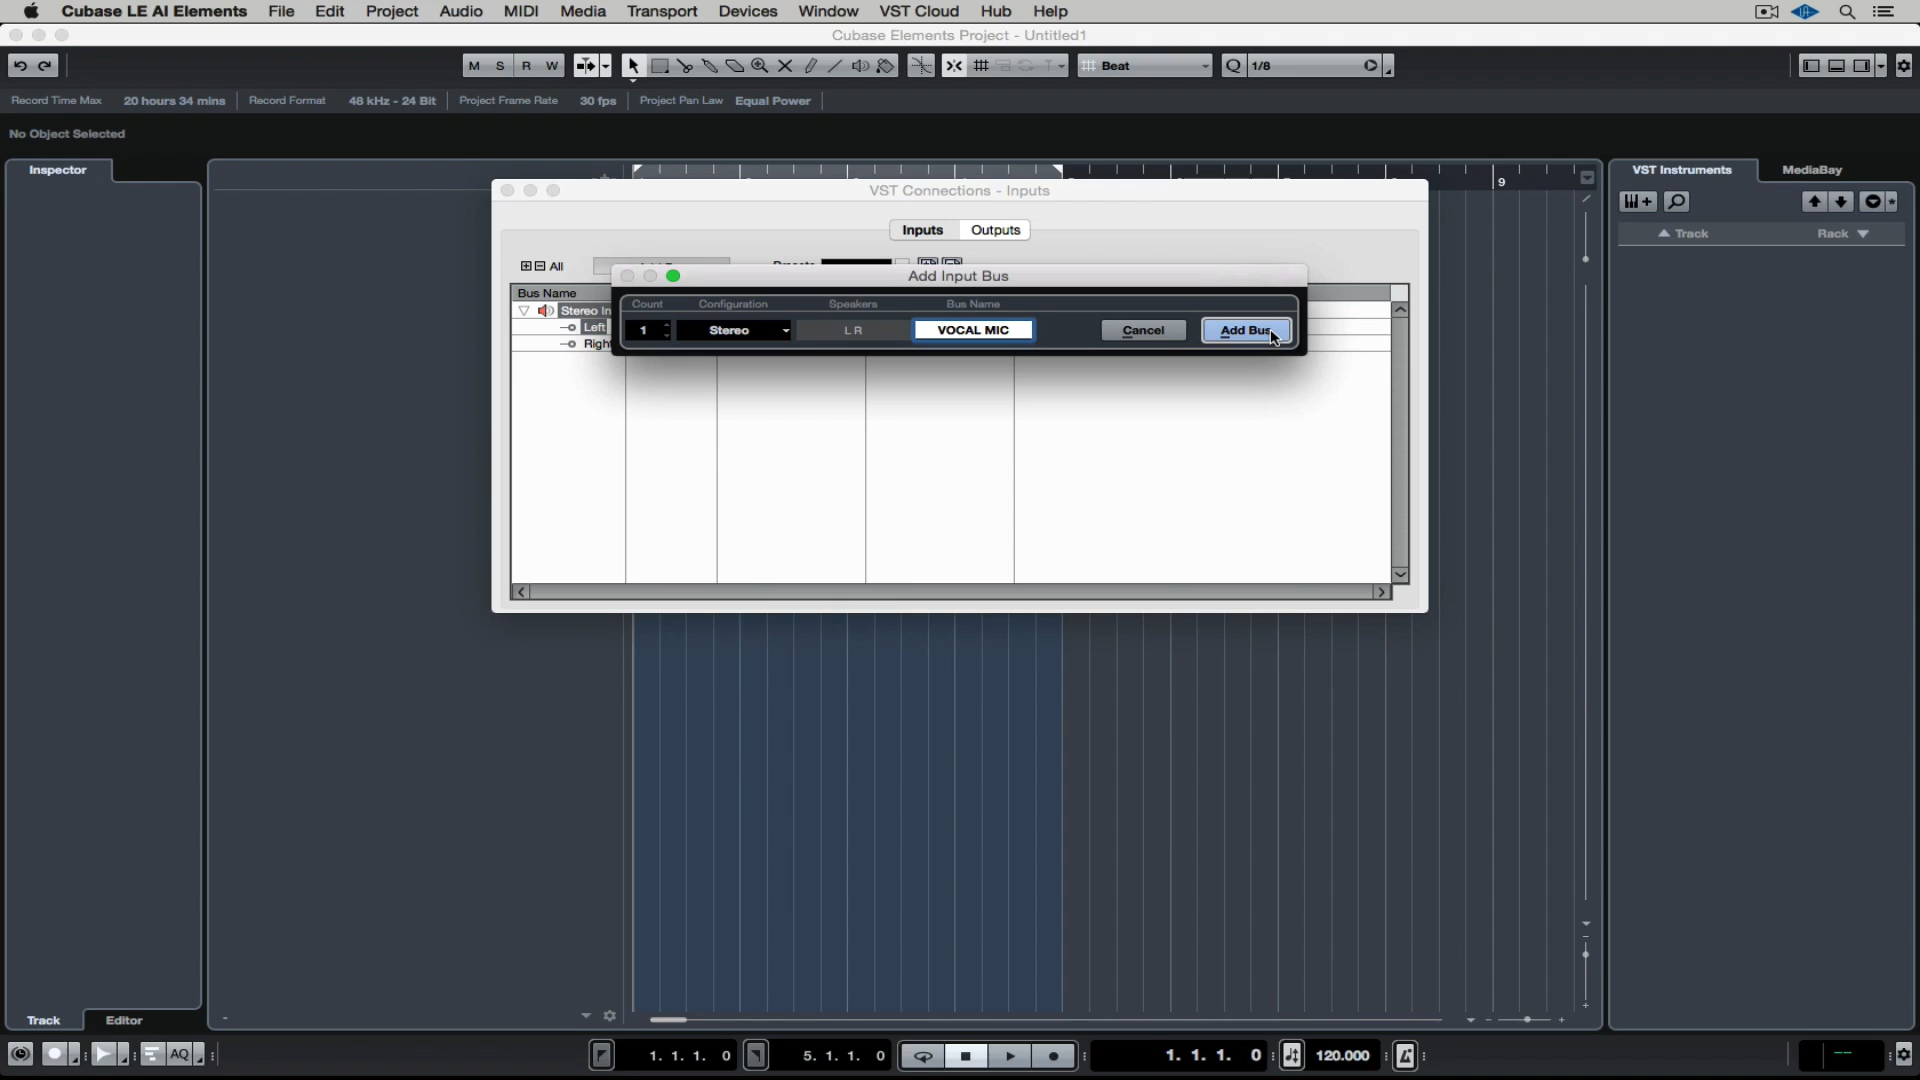 Cubase LE AI Elements File Edit Project Audio MIDI Media Transport Devices Window VST Cloud Hub Help
Cubase Elements Project - Untitled1
M S R W Beat Q 1/8
Record Time Max 20 hours 34 mins Record Format 48 kHz - 24 Bit Project Frame Rate 30 fps Project Pan Law Equal Power
No Object Selected
Inspector
9
VST Instruments MediaBay
Track Rack
VST Connections - Inputs
Inputs Outputs
All
Add Input Bus
Bus Name
Count Configuration Speakers Bus Name
Stereo In
1 Stereo L R VOCAL MIC Cancel Add Bus
Left
Right
Track Editor
AQ 1. 1. 1. 0 5. 1. 1. 0 1. 1. 1. 0 120.000